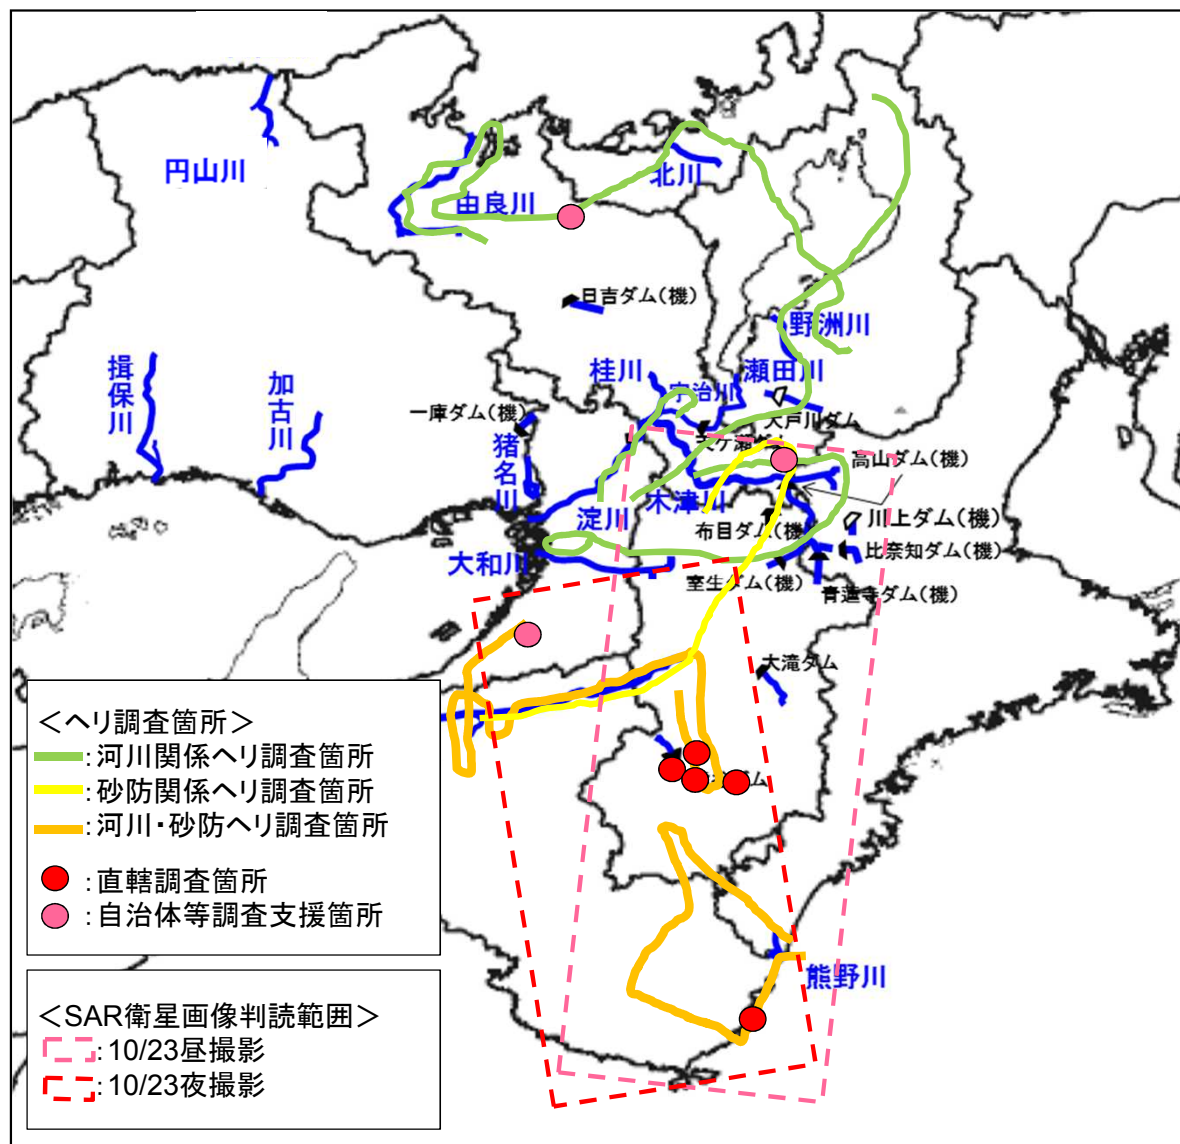 円山川
北川
由良川
日吉ダム(機)
野洲川
揖保川
加古川
桂川
宇治川
瀬田川
一庫ダム(機)
大戸川ダム
猪名川
高山ダム(機)
淀川
木津川
布目ダム(機)
川上ダム(機)
大和川
比奈知ダム(機)
室生ダム(機)
青蓮寺ダム(機)
大滝ダム
ダム
熊野川
＜ヘリ調査箇所＞
:河川関係ヘリ調査箇所
:砂防関係ヘリ調査箇所
:河川・砂防ヘリ調査箇所
:直轄調査箇所
:自治体等調査支援箇所
＜SAR衛星画像判読範囲＞
:10/23昼撮影
:10/23夜撮影